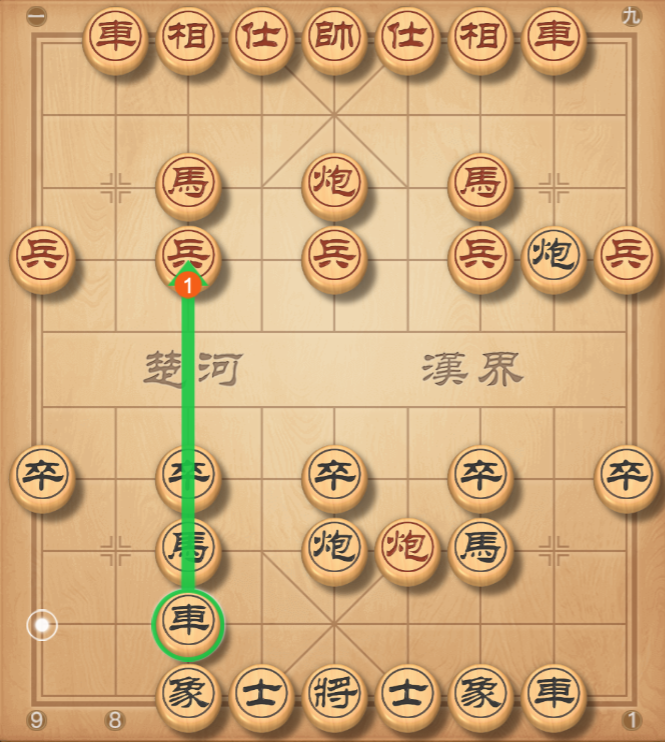 一 九
車 相 仕 帥 仕 相 車
馬 炮 馬
兵 兵 兵 兵 炮 兵
1
楚河 漢界
卒 卒 卒 卒 卒
馬 炮 炮 馬
車
象 士 將 士 象 車
9 8 1